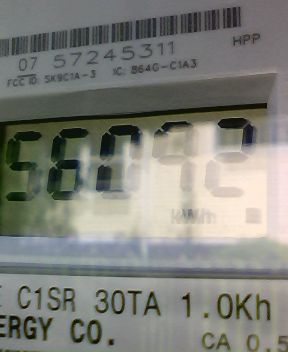 07 57245311
HPP
FCC ID: SK9C1A-3 IC: 864G-C1A3
56092
kWh
E C1SR 30TA 1.0Kh
ERGY CO.
CA 0.5